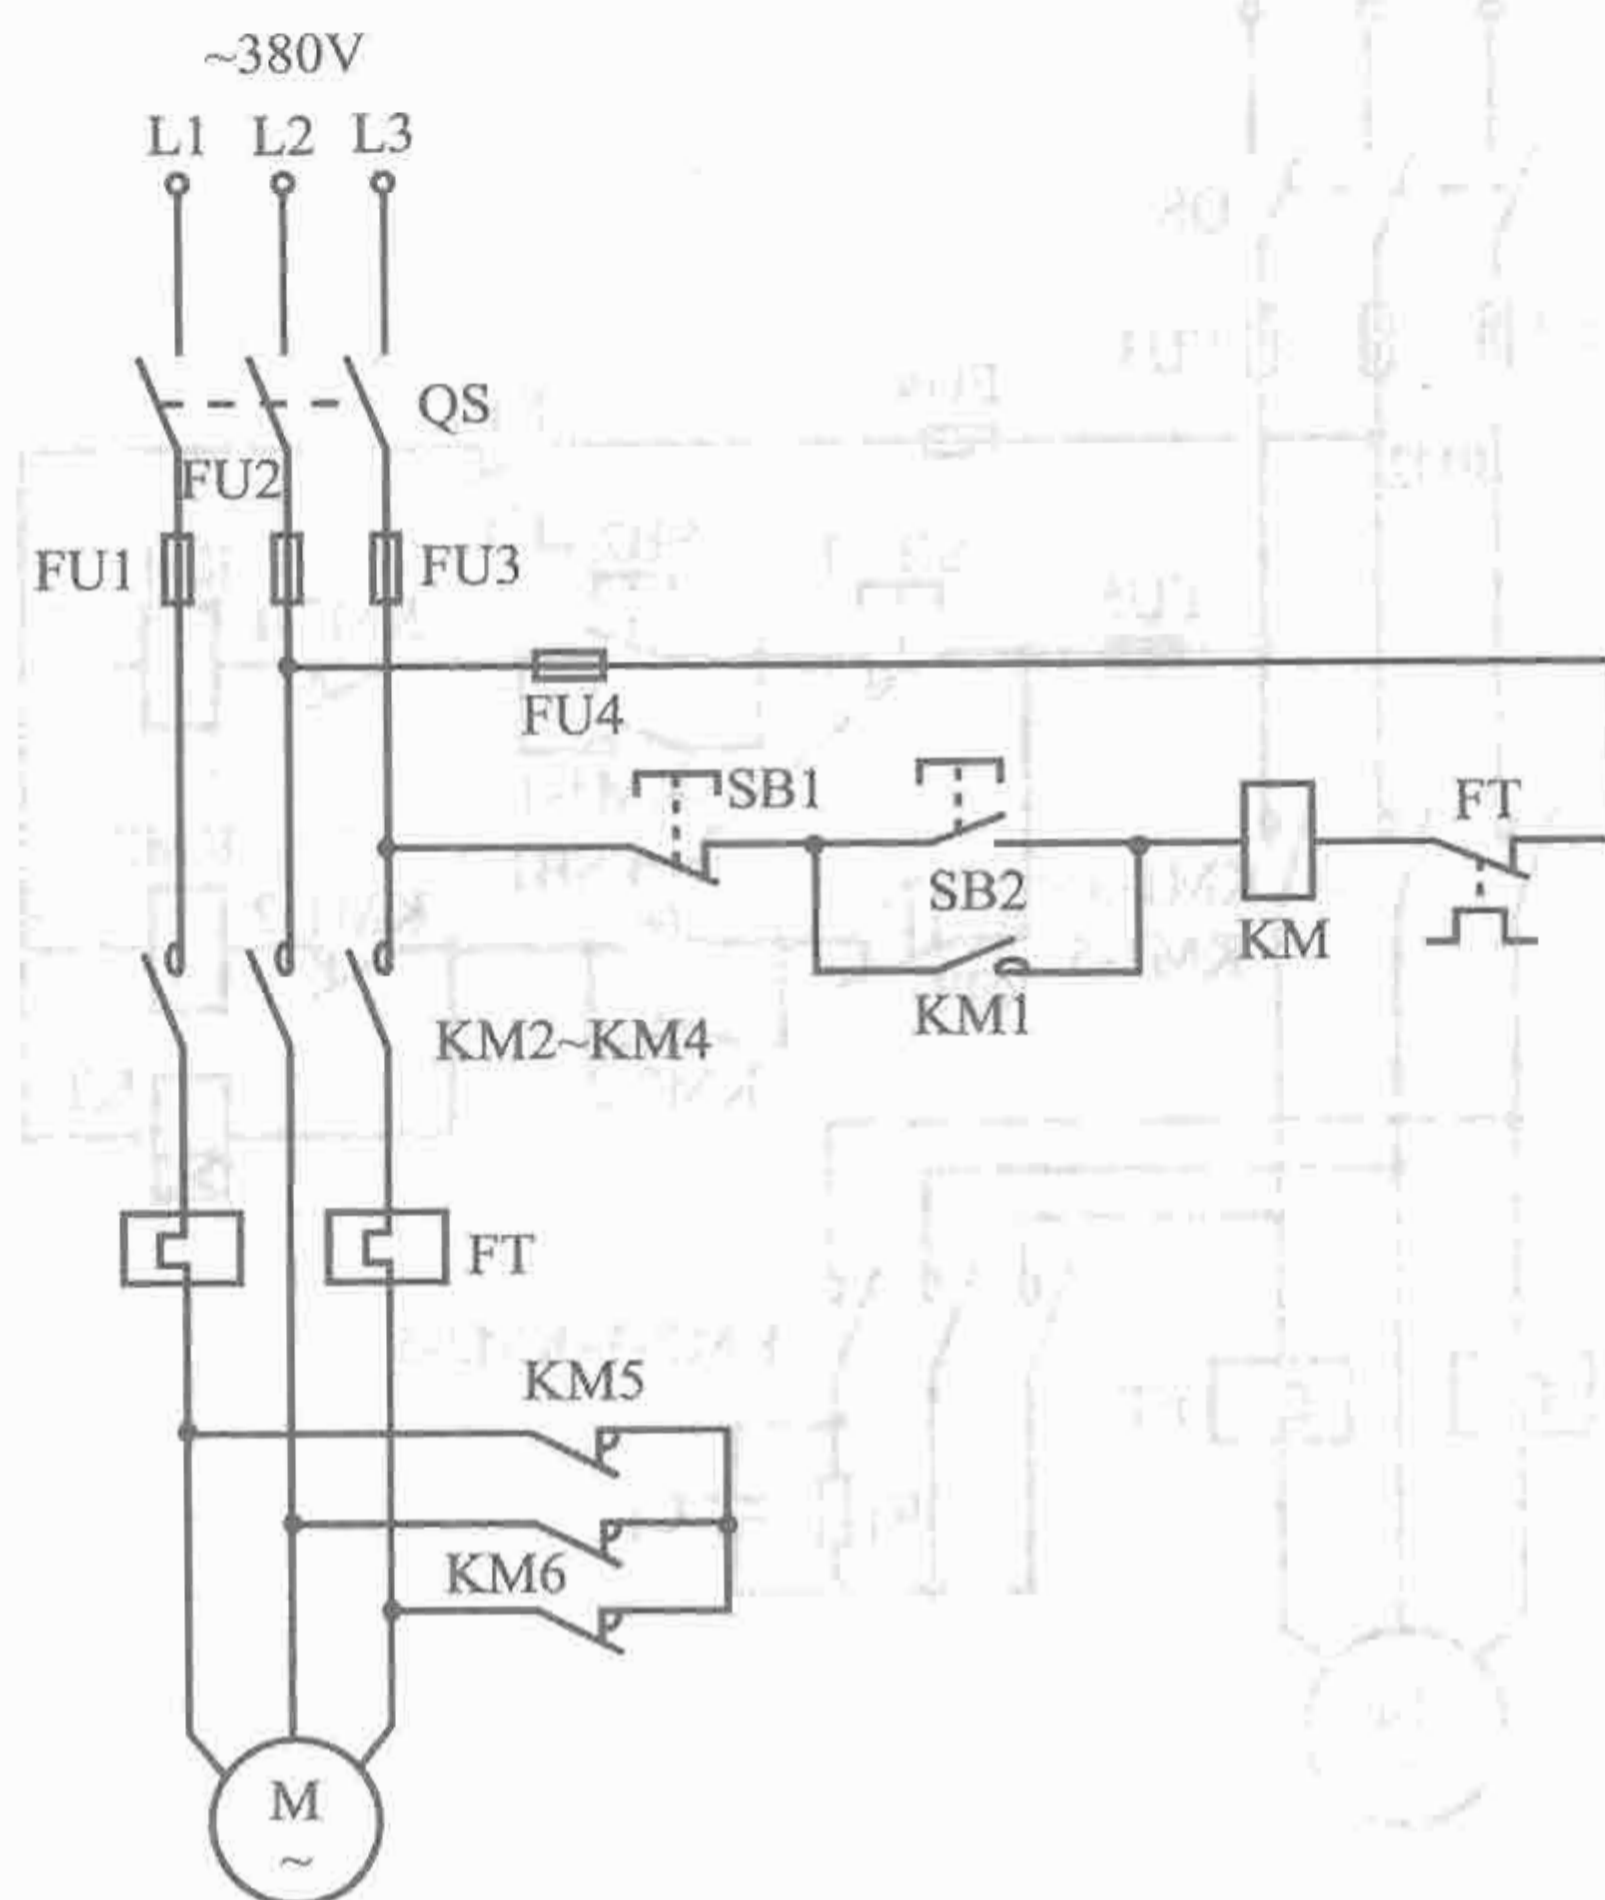 ~380V
L1 L2 L3
QS
FU2
FU1
FU3
FU4
SB1
FT
SB2
KM
KM1
KM2~KM4
FT
KM5
KM6
M
~